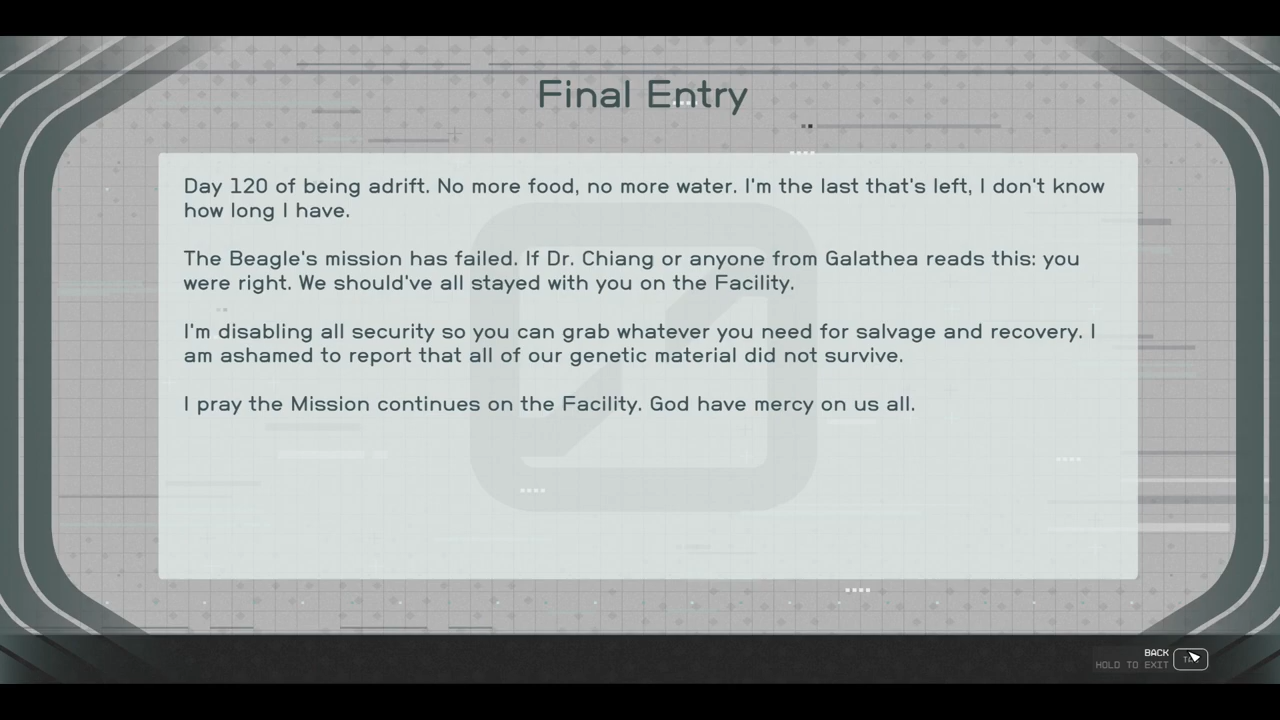 Final Entry
Day 120 of being adrift. No more food, no more water. I'm the last that's left, I don't know
how long I have.
The Beagle's mission has failed. If Dr. Chiang or anyone from Galathea reads this: you
were right. We should've all stayed with you on the Facility.
I'm disabling all security so you can grab whatever you need for salvage and recovery. I
am ashamed to report that all of our genetic material did not survive.
I pray the Mission continues on the Facility. God have mercy on us all.
BACK
HOLD TO EXIT